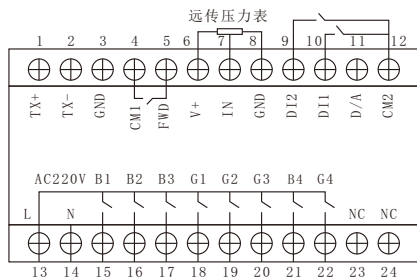 远传压力表
1 2 3 4 5 6 7 8 9 10 11 12
TX+ TX- GND CM1 FWD V+ IN GND DI2 DI1 D/A CM2
AC220V B1 B2 B3 G1 G2 G3 B4 G4
L N NC NC
13 14 15 16 17 18 19 20 21 22 23 24